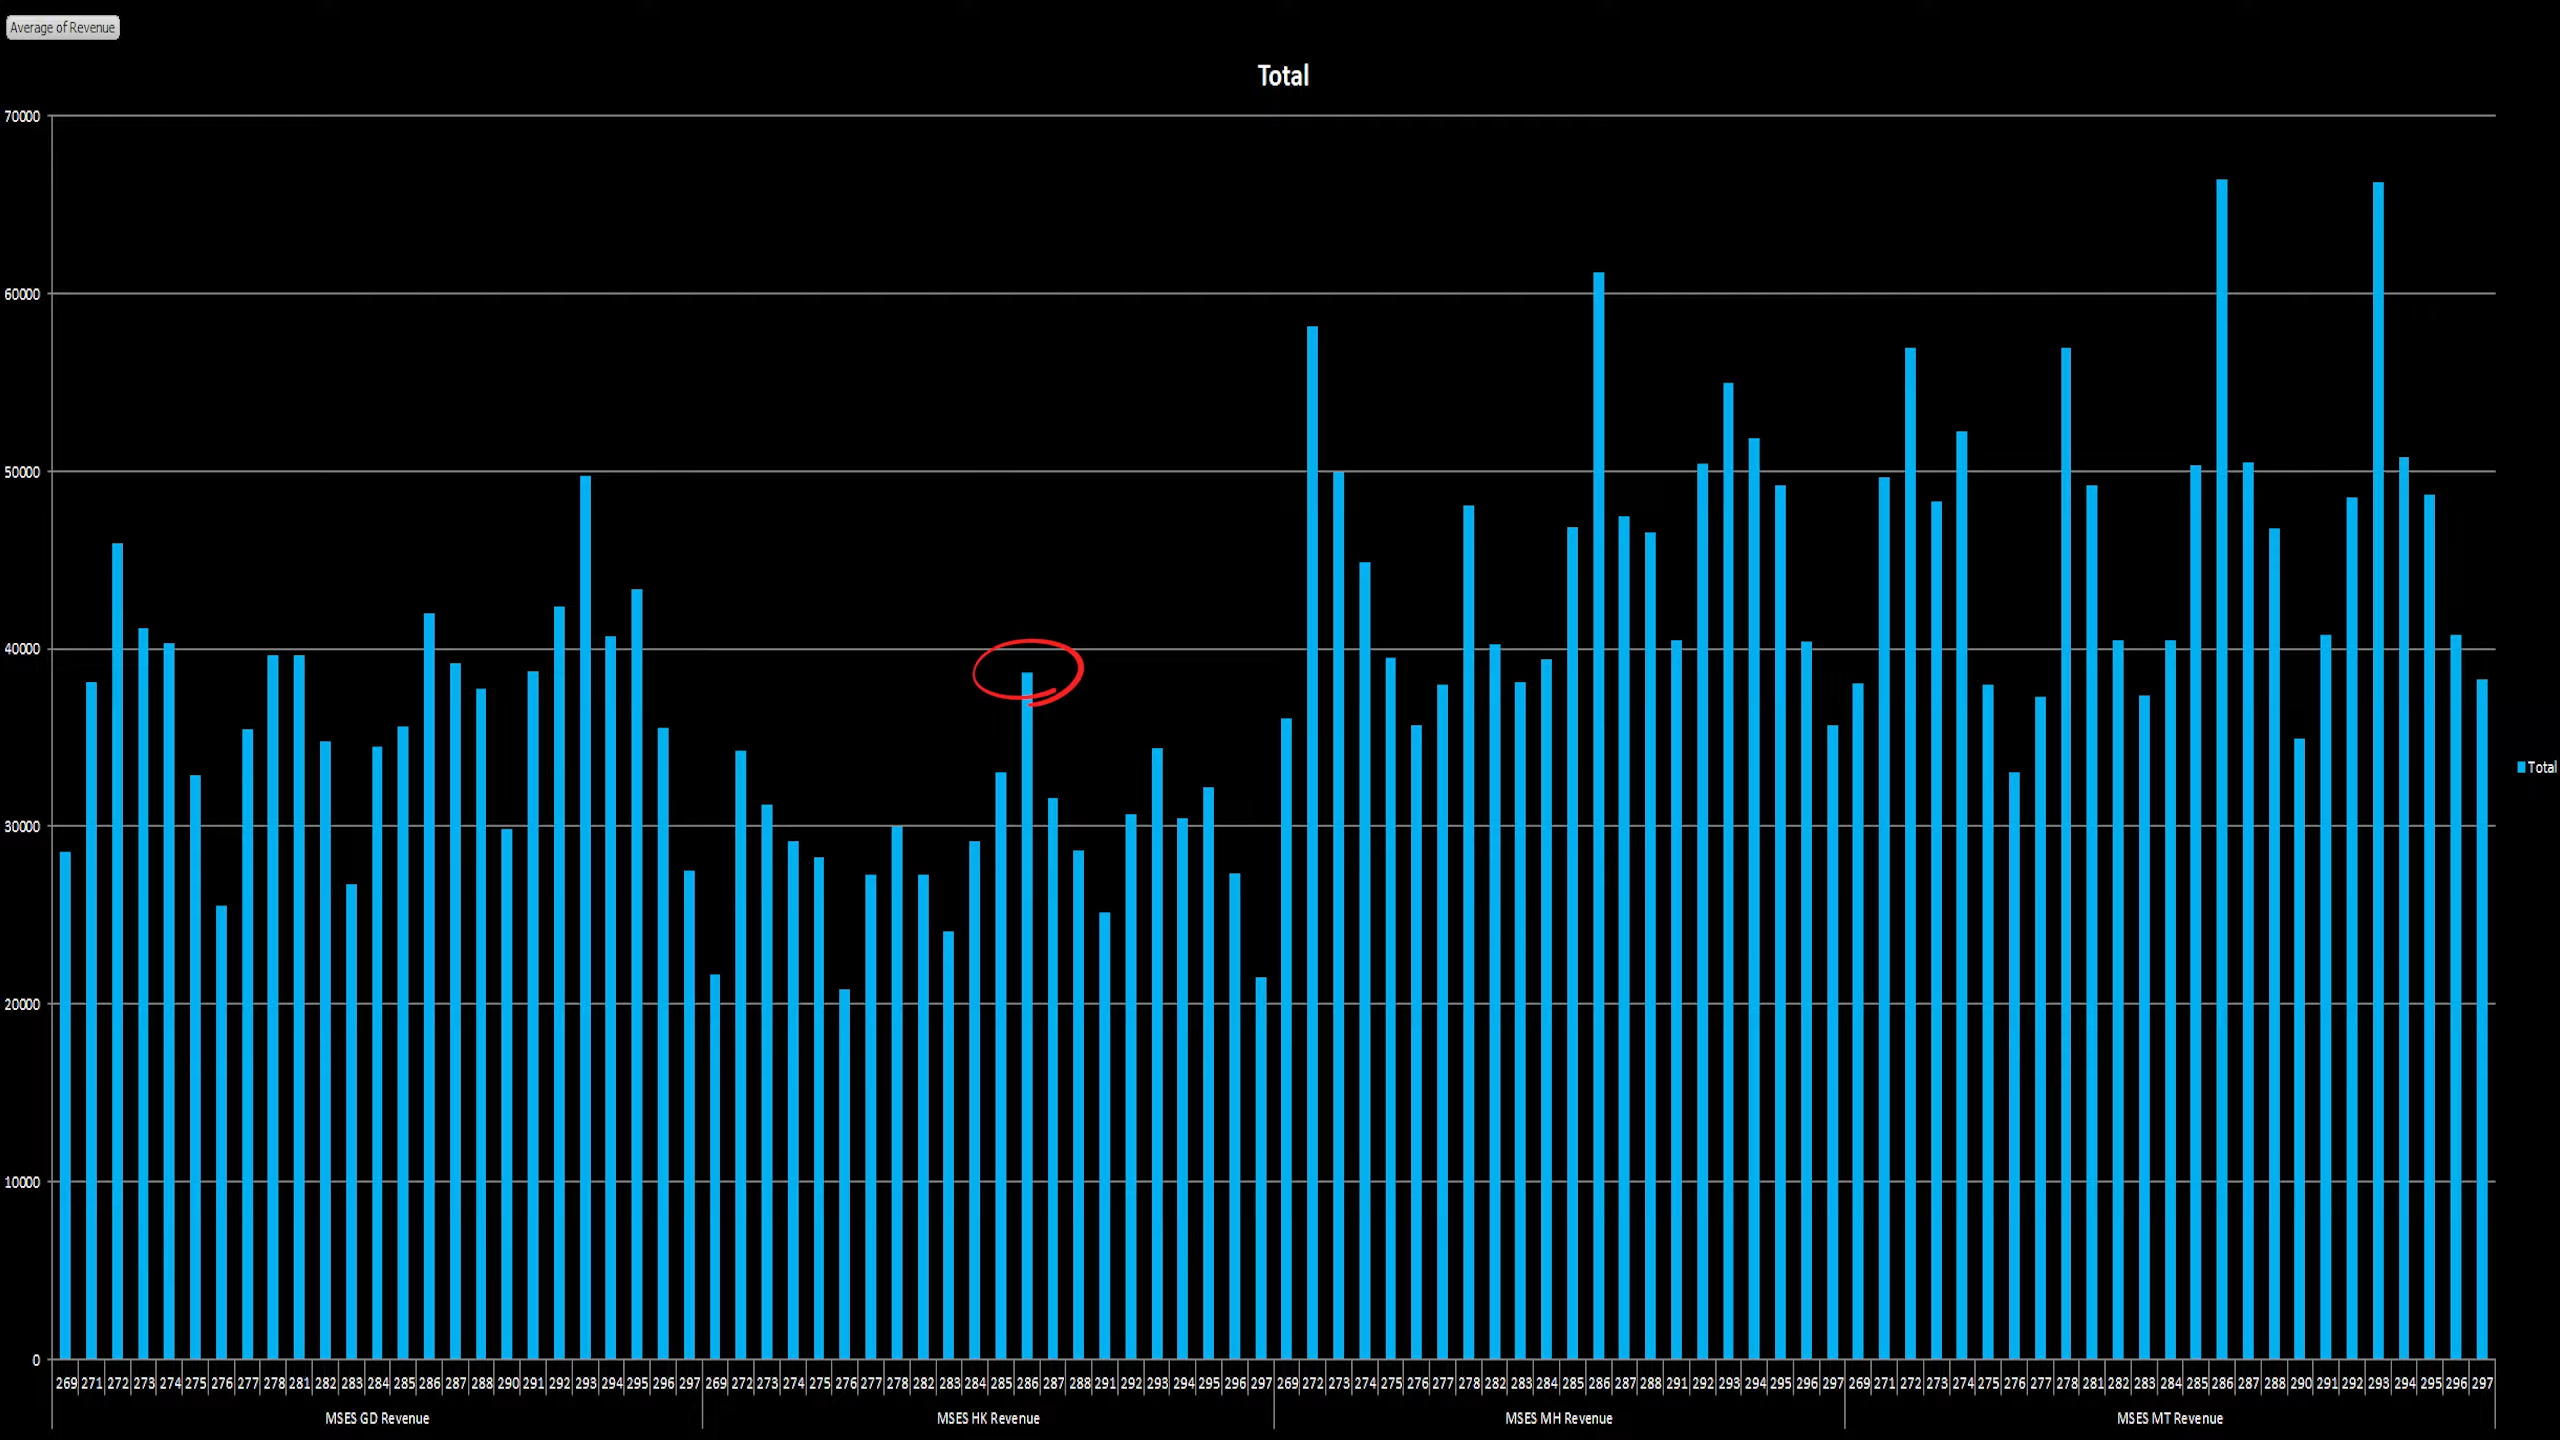 Average of Revenue
Total
70000
60000
50000
40000
30000
20000
10000
0
Total
269 271 272 273 274 275 276 277 278 281 282 283 284 285 286 287 288 290 291 292 293 294 295 296 297 269 272 273 274 275 276 277 278 282 283 284 285 286 287 288 291 292 293 294 295 296 297 269 272 273 274 275 276 277 278 282 283 284 285 286 287 288 291 292 293 294 295 296 297 269 271 272 273 274 275 276 277 278 281 282 283 284 285 286 287 288 290 291 292 293 294 295 296 297
MSES GD Revenue MSES HK Revenue MSES MH Revenue MSES MT Revenue